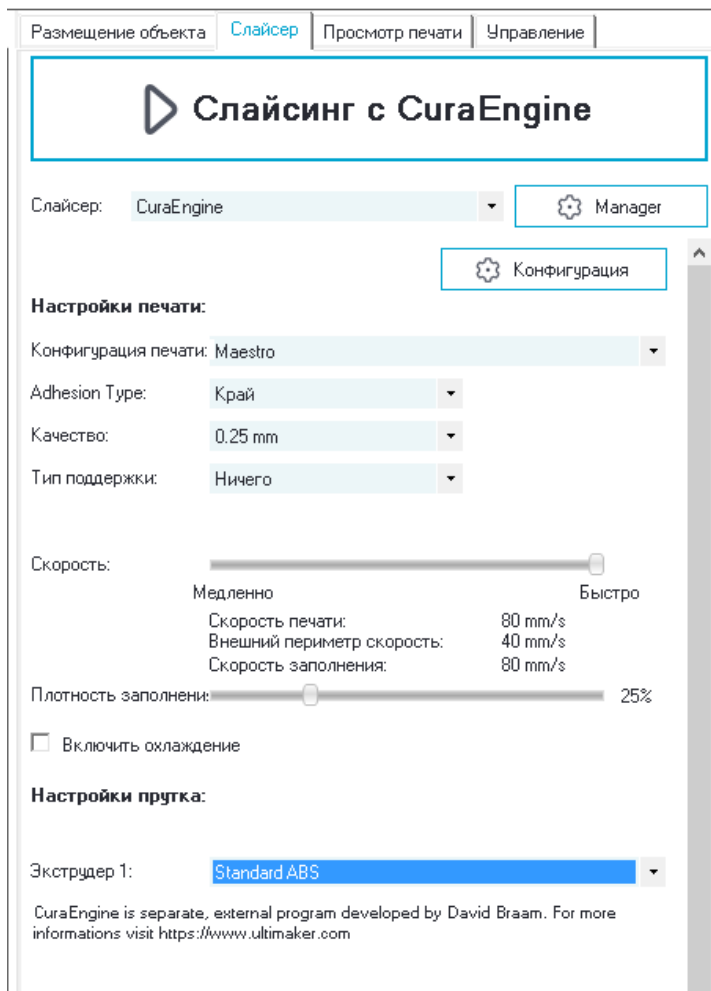 Размещение объекта Слайсер Просмотр печати Управление
Слайсинг с CuraEngine
Слайсер: CuraEngine Manager
Конфигурация
Настройки печати:
Конфигурация печати: Maestro
Adhesion Type: Край
Качество: 0.25 mm
Тип поддержки: Ничего
Скорость:
Медленно Быстро
Скорость печати: 80 mm/s
Внешний периметр скорость: 40 mm/s
Скорость заполнения: 80 mm/s
Плотность заполнени: 25%
Включить охлаждение
Настройки прутка:
Экструдер 1: Standard ABS
CuraEngine is separate, external program developed by David Braam. For more
informations visit https://www.ultimaker.com